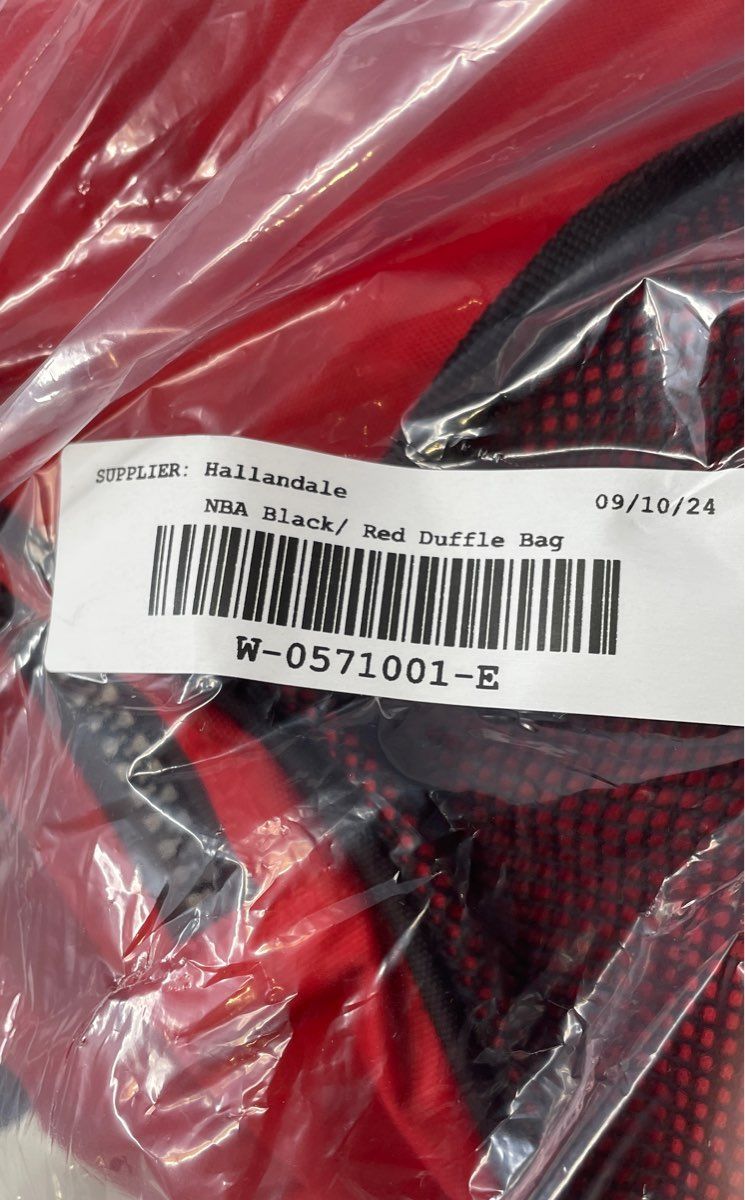 SUPPLIER: Hallandale 09/10/24
NBA Black/ Red Duffle Bag
W-0571001-E